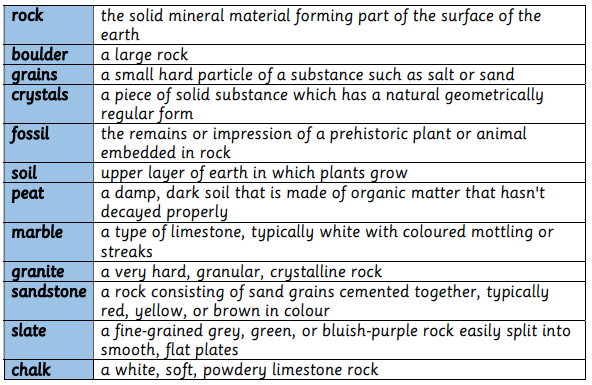 rock the solid mineral material forming part of the surface of the
earth
boulder a large rock
grains a small hard particle of a substance such as salt or sand
crystals a piece of solid substance which has a natural geometrically
regular form
fossil the remains or impression of a prehistoric plant or animal
embedded in rock
soil upper layer of earth in which plants grow
peat a damp, dark soil that is made of organic matter that hasn't
decayed properly
marble a type of limestone, typically white with coloured mottling or
streaks
granite a very hard, granular, crystalline rock
sandstone a rock consisting of sand grains cemented together, typically
red, yellow, or brown in colour
slate a fine-grained grey, green, or bluish-purple rock easily split into
smooth, flat plates
chalk a white, soft, powdery limestone rock